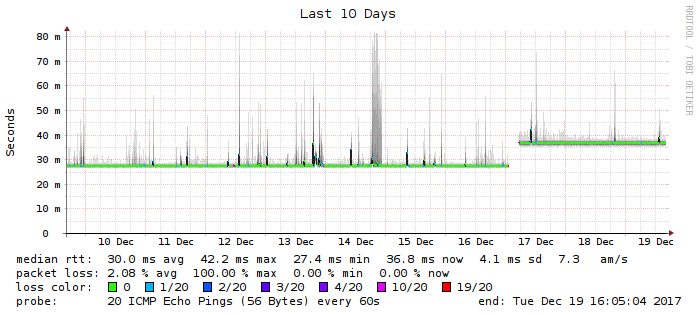 Last 10 Days
RRDTOOL / TOBI OETIKER
Seconds
80 m
70 m
60 m
50 m
40 m
30 m
20 m
10 m
0
10 Dec 11 Dec 12 Dec 13 Dec 14 Dec 15 Dec 16 Dec 17 Dec 18 Dec 19 Dec
median rtt: 30.0 ms avg 42.2 ms max 27.4 ms min 36.8 ms now 4.1 ms sd 7.3 am/s
packet loss: 2.08 % avg 100.00 % max 0.00 % min 0.00 % now
loss color: 0 1/20 2/20 3/20 4/20 10/20 19/20
probe: 20 ICMP Echo Pings (56 Bytes) every 60s end: Tue Dec 19 16:05:04 2017